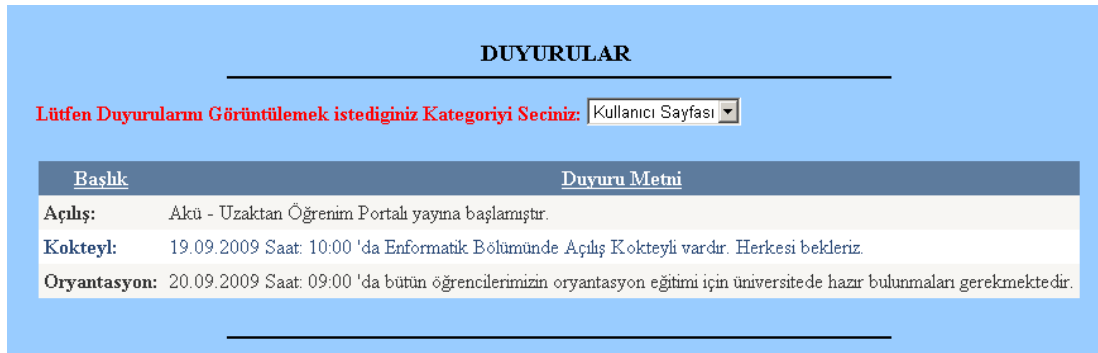 DUYURULAR
Lütfen Duyurularını Görüntülemek istediginiz Kategoriyi Seciniz: Kullanıcı Sayfası
Başlık Duyuru Metni
Açılış: Akü - Uzaktan Öğrenim Portalı yayına başlamıştır.
Kokteyl: 19.09.2009 Saat: 10:00 'da Enformatik Bölümünde Açılış Kokteyli vardır. Herkesi bekleriz.
Oryantasyon: 20.09.2009 Saat: 09:00 'da bütün öğrencilerimizin oryantasyon eğitimi için üniversitede hazır bulunmaları gerekmektedir.